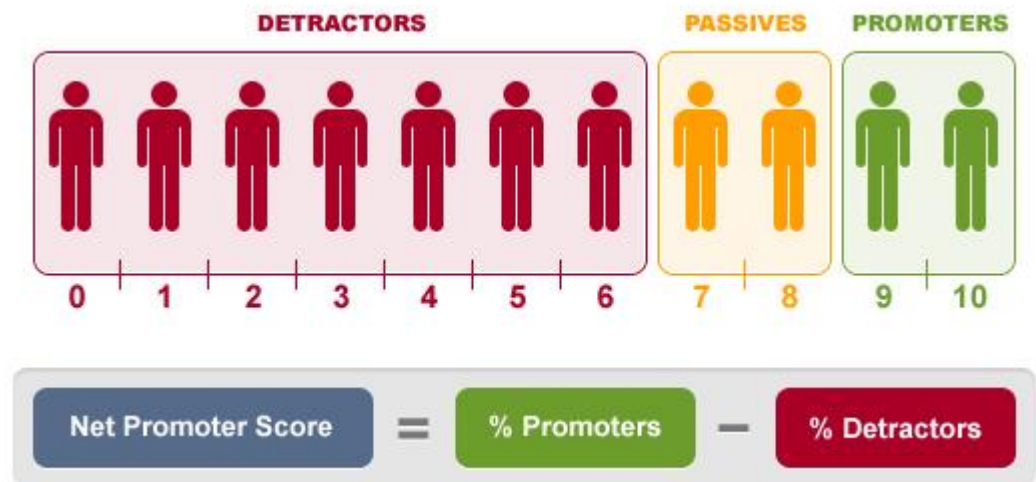 DETRACTORS PASSIVES PROMOTERS
0 1 2 3 4 5 6 7 8 9 10
Net Promoter Score = % Promoters − % Detractors